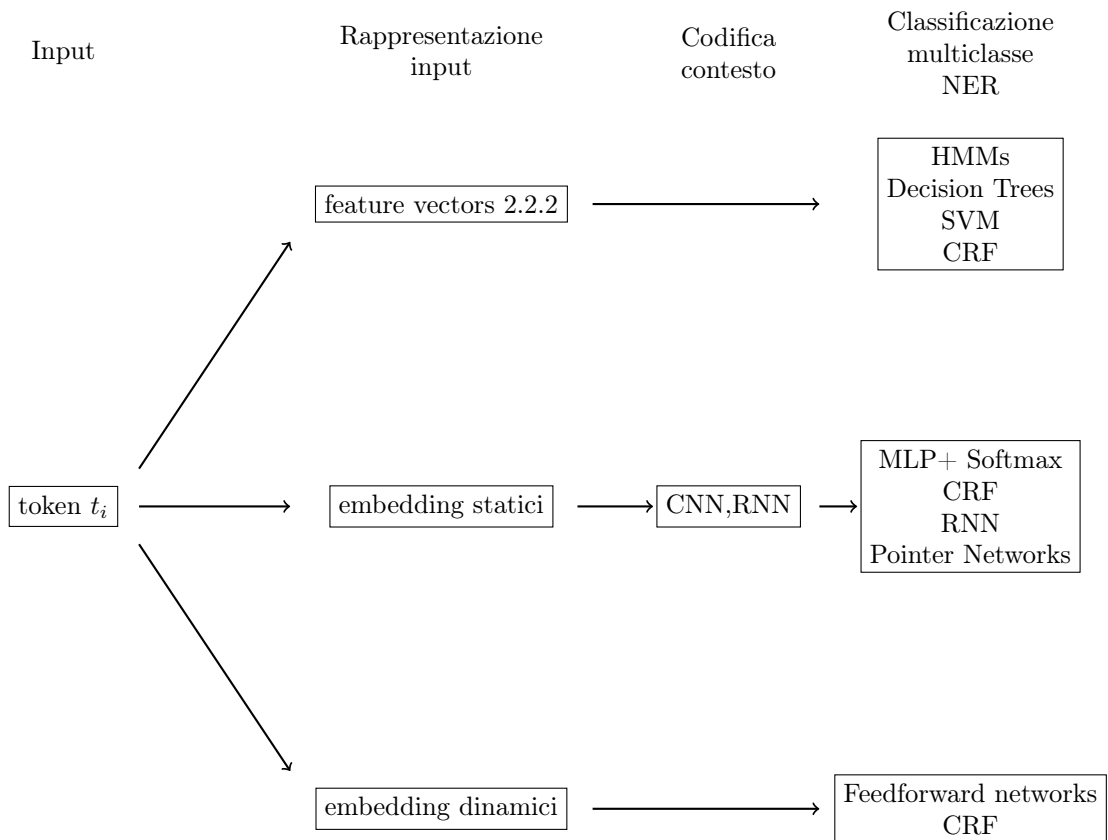 Input
Rappresentazione
input
Codifica
contesto
Classificazione
multiclasse
NER
feature vectors 2.2.2
HMMs
Decision Trees
SVM
CRF
token t_i
embedding statici
CNN,RNN
MLP+ Softmax
CRF
RNN
Pointer Networks
embedding dinamici
Feedforward networks
CRF